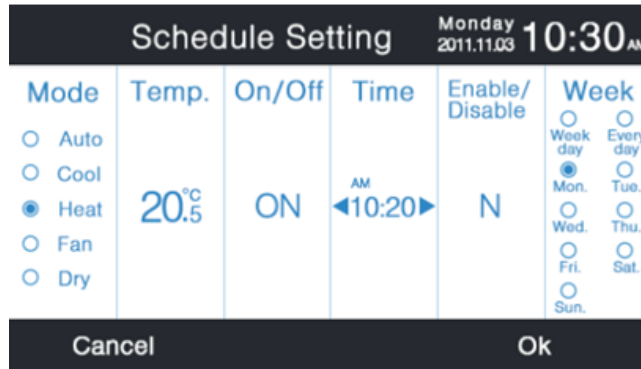 Schedule Setting
Monday
2011.11.03
10:30 AM
Mode
Auto
Cool
Heat
Fan
Dry
Temp.
20.5 °C
On/Off
ON
Time
AM
10:20
Enable/
Disable
N
Week
Week
day
Every
day
Mon.
Tue.
Wed.
Thu.
Fri.
Sat.
Sun.
Cancel
Ok